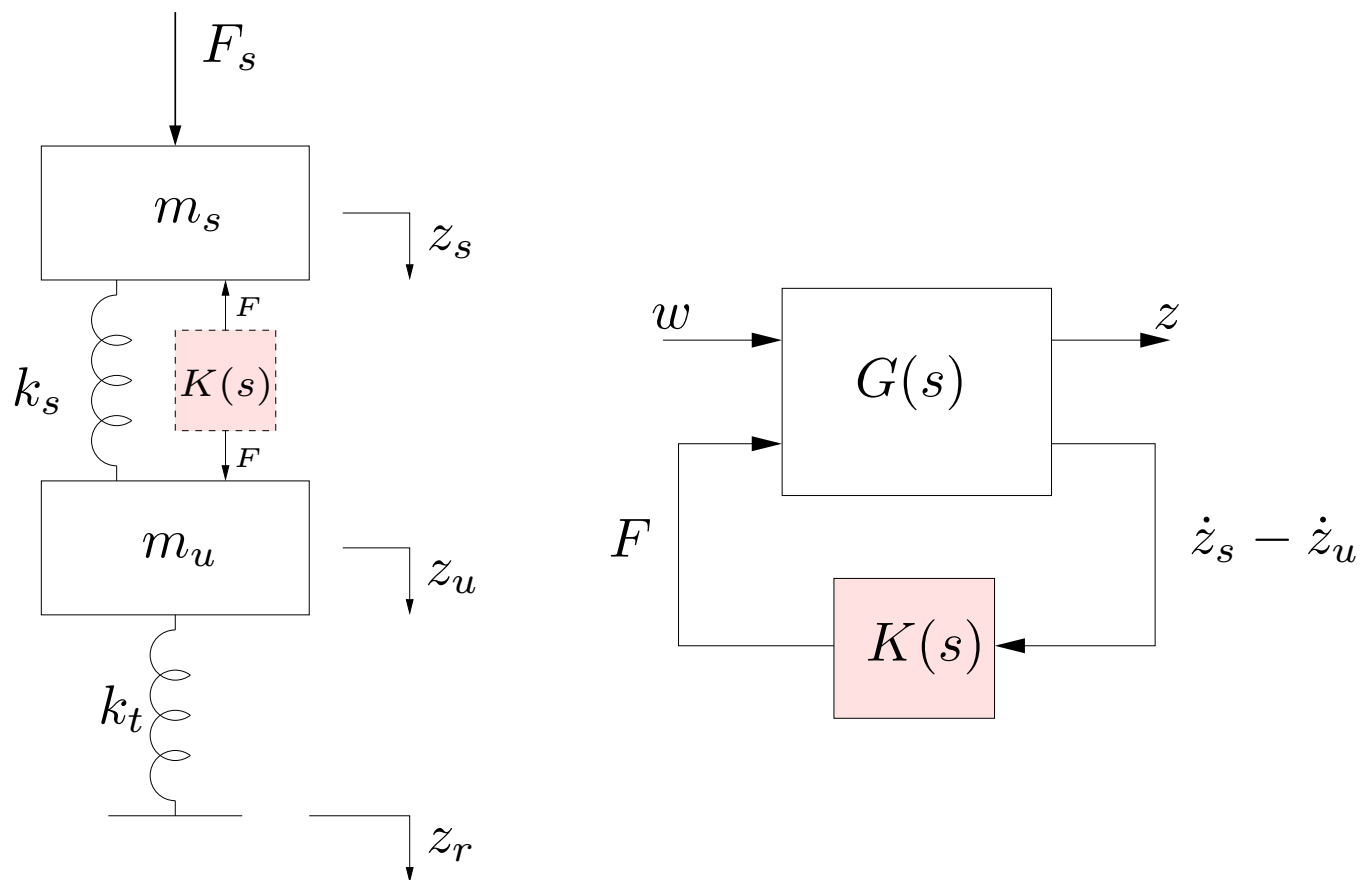 F_s
m_s
z_s
F
K(s)
k_s
F
m_u
z_u
k_t
z_r
w
z
G(s)
F
ż_s − ż_u
K(s)